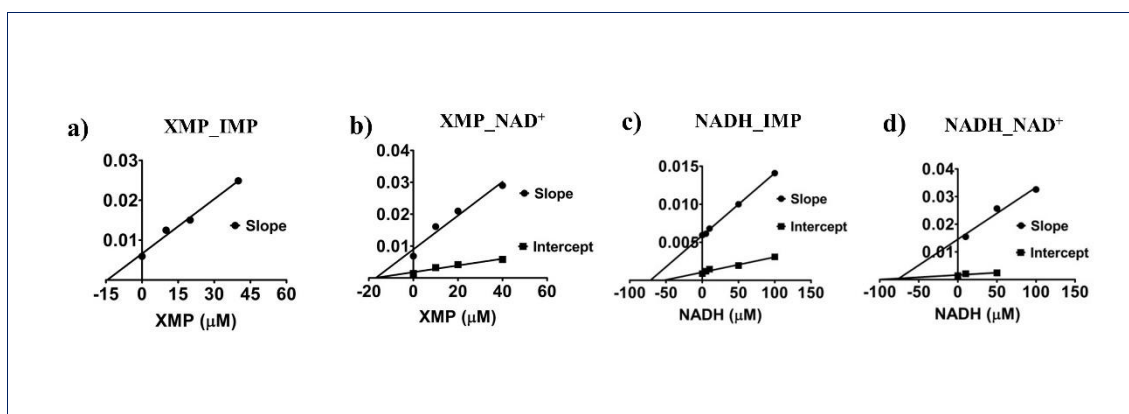 a) XMP_IMP
0.03
0.02
0.01
-15 0 15 30 45 60
XMP (μM)
Slope
b) XMP_NAD⁺
0.04
0.03
0.02
0.01
-20 0 20 40 60
XMP (μM)
Slope
Intercept
c) NADH_IMP
0.015
0.010
0.005
-100 -50 0 50 100 150
NADH (μM)
Slope
Intercept
d) NADH_NAD⁺
0.04
0.03
0.02
0.01
-100 -50 0 50 100 150
NADH (μM)
Slope
Intercept